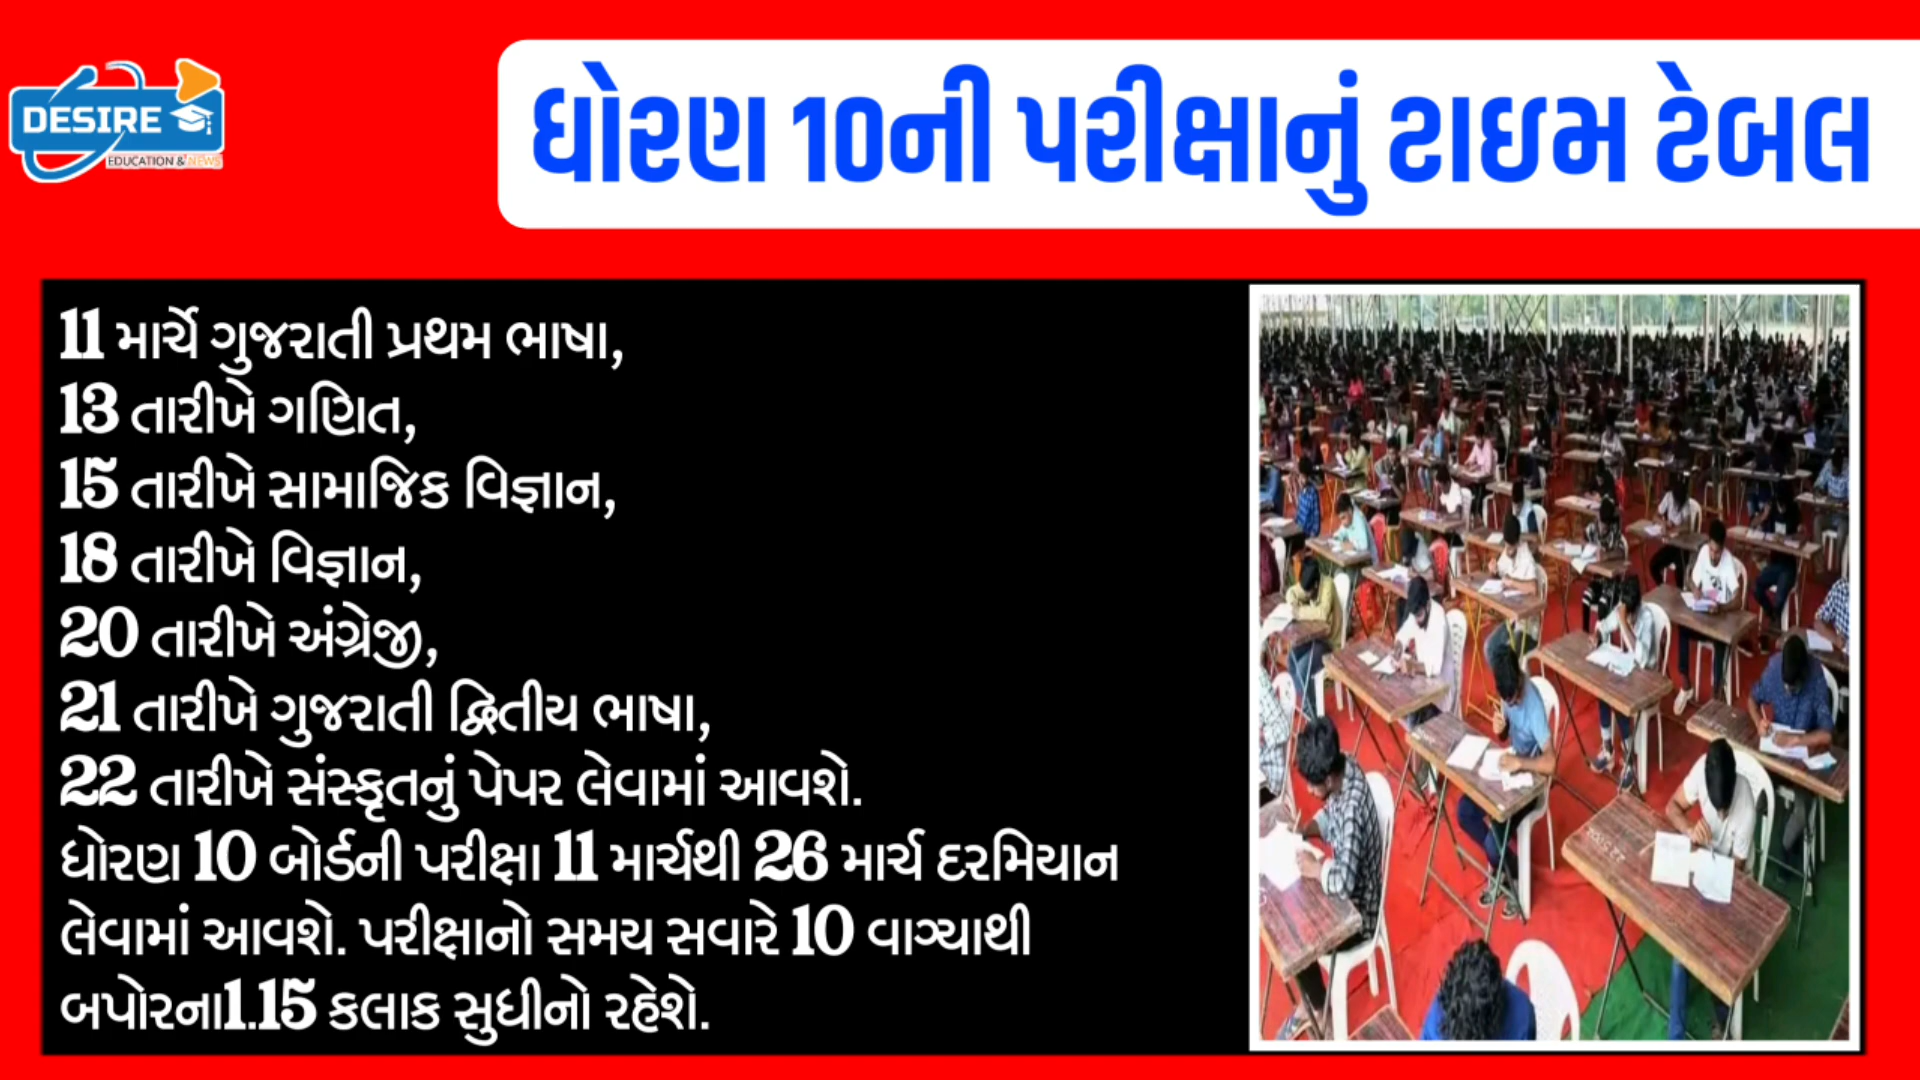 DESIRE
EDUCATION & NEWS
ધોરણ 10ની પરીક્ષાનું ટાઇમ ટેબલ
11 માર્ચે ગુજરાતી પ્રથમ ભાષા,
13 તારીખે ગણિત,
15 તારીખે સામાજિક વિજ્ઞાન,
18 તારીખે વિજ્ઞાન,
20 તારીખે અંગ્રેજી,
21 તારીખે ગુજરાતી દ્વિતીય ભાષા,
22 તારીખે સંસ્કૃતનું પેપર લેવામાં આવશે.
ધોરણ 10 બોર્ડની પરીક્ષા 11 માર્ચથી 26 માર્ચ દરમિયાન
લેવામાં આવશે. પરીક્ષાનો સમય સવારે 10 વાગ્યાથી
બપોરના1.15 કલાક સુધીનો રહેશે.